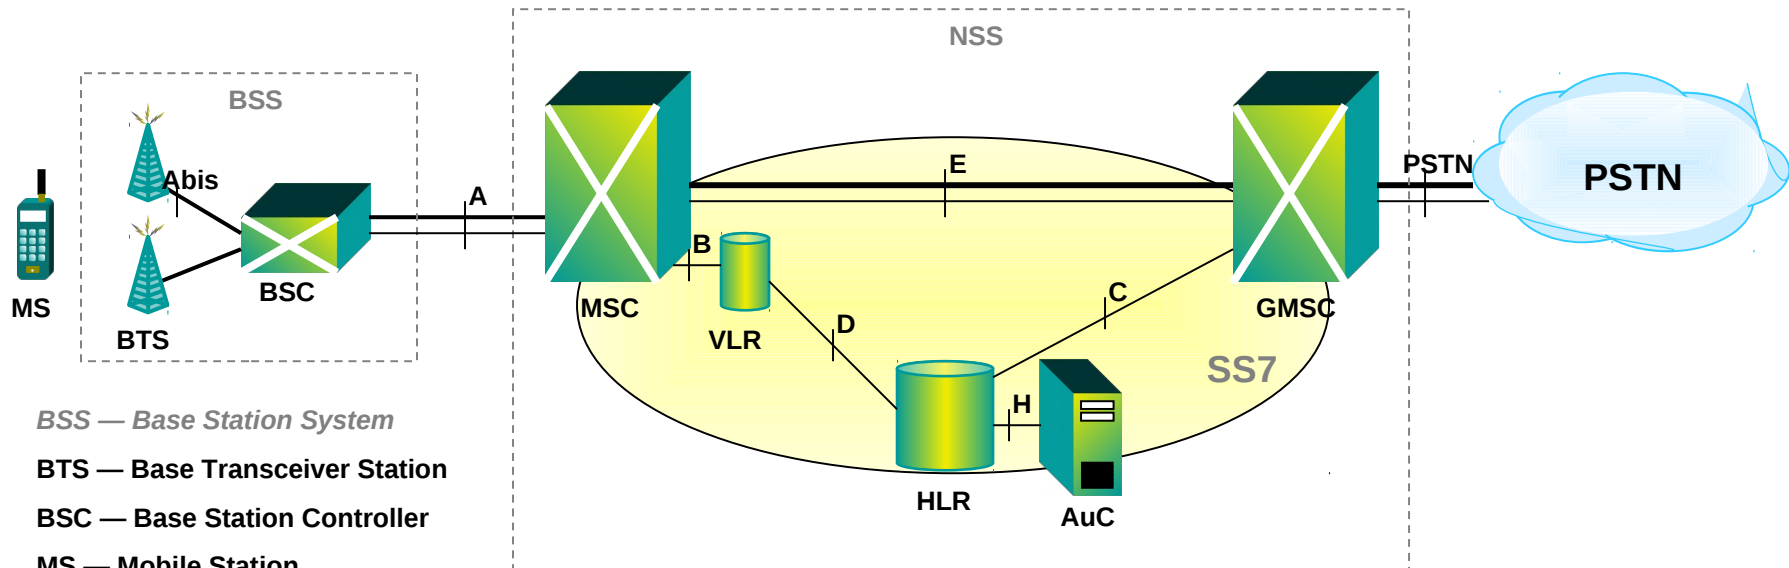 NSS
BSS
Abis
A
E
PSTN
PSTN
B
C
D
MS
BTS
BSC
MSC
VLR
GMSC
SS7
H
HLR
AuC
BSS — Base Station System
BTS — Base Transceiver Station
BSC — Base Station Controller
MS — Mobile Station